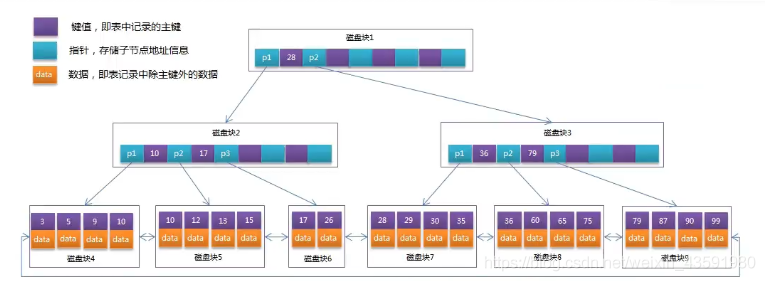 键值，即表中记录的主键
指针，存储子节点地址信息
data 数据，即表记录中除主键外的数据
磁盘块1
p1 28 p2
磁盘块2
p1 10 p2 17 p3
磁盘块3
p1 36 p2 79 p3
3 5 9 10
data data data data
磁盘块4
10 12 13 15
data data data data
磁盘块5
17 26
data data
磁盘块6
28 29 30 35
data data data data
磁盘块7
36 60 65 75
data data data data
磁盘块8
79 87 90 99
data data data data
磁盘块9
https://blog.csdn.net/weixin_43591980